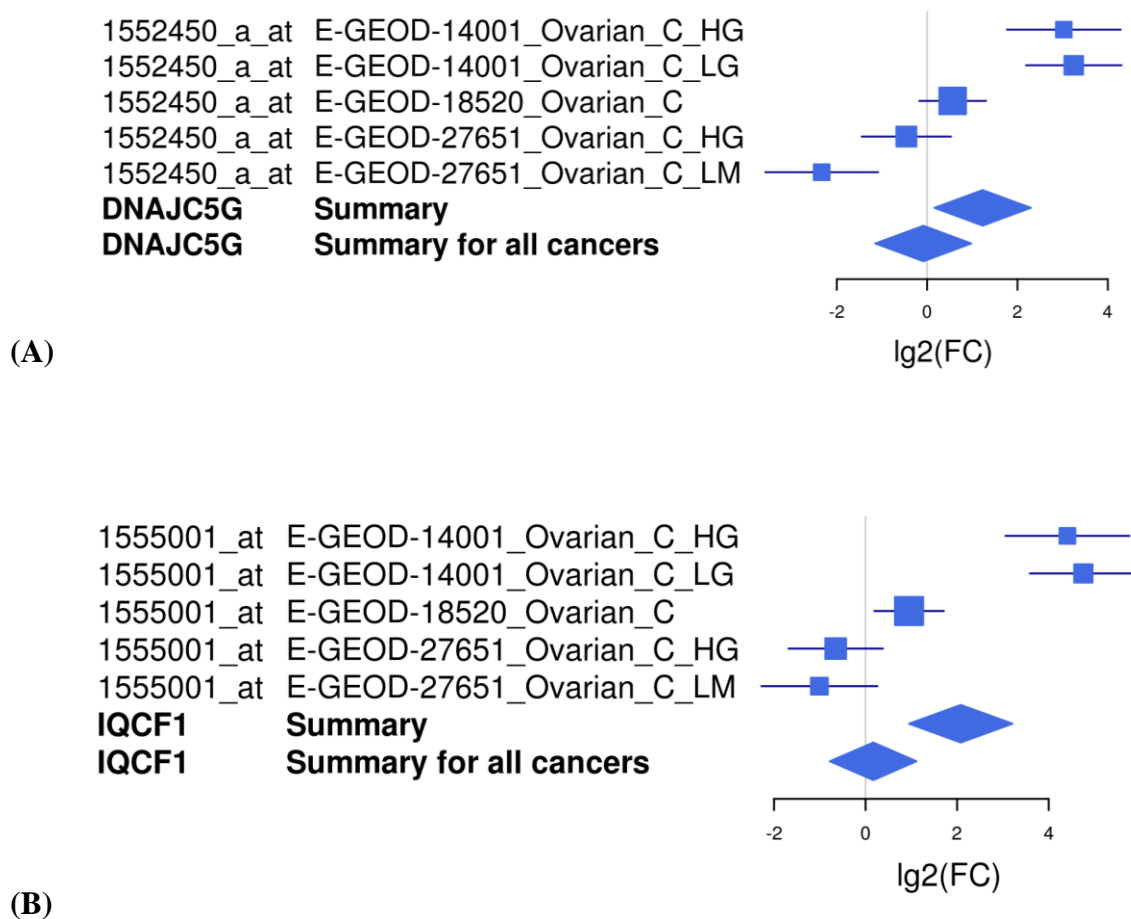 1552450_a_at E-GEOD-14001_Ovarian_C_HG
1552450_a_at E-GEOD-14001_Ovarian_C_LG
1552450_a_at E-GEOD-18520_Ovarian_C
1552450_a_at E-GEOD-27651_Ovarian_C_HG
1552450_a_at E-GEOD-27651_Ovarian_C_LM
DNAJC5G Summary
DNAJC5G Summary for all cancers
-2 0 2 4
lg2(FC)
(A)
1555001_at E-GEOD-14001_Ovarian_C_HG
1555001_at E-GEOD-14001_Ovarian_C_LG
1555001_at E-GEOD-18520_Ovarian_C
1555001_at E-GEOD-27651_Ovarian_C_HG
1555001_at E-GEOD-27651_Ovarian_C_LM
IQCF1 Summary
IQCF1 Summary for all cancers
-2 0 2 4
lg2(FC)
(B)